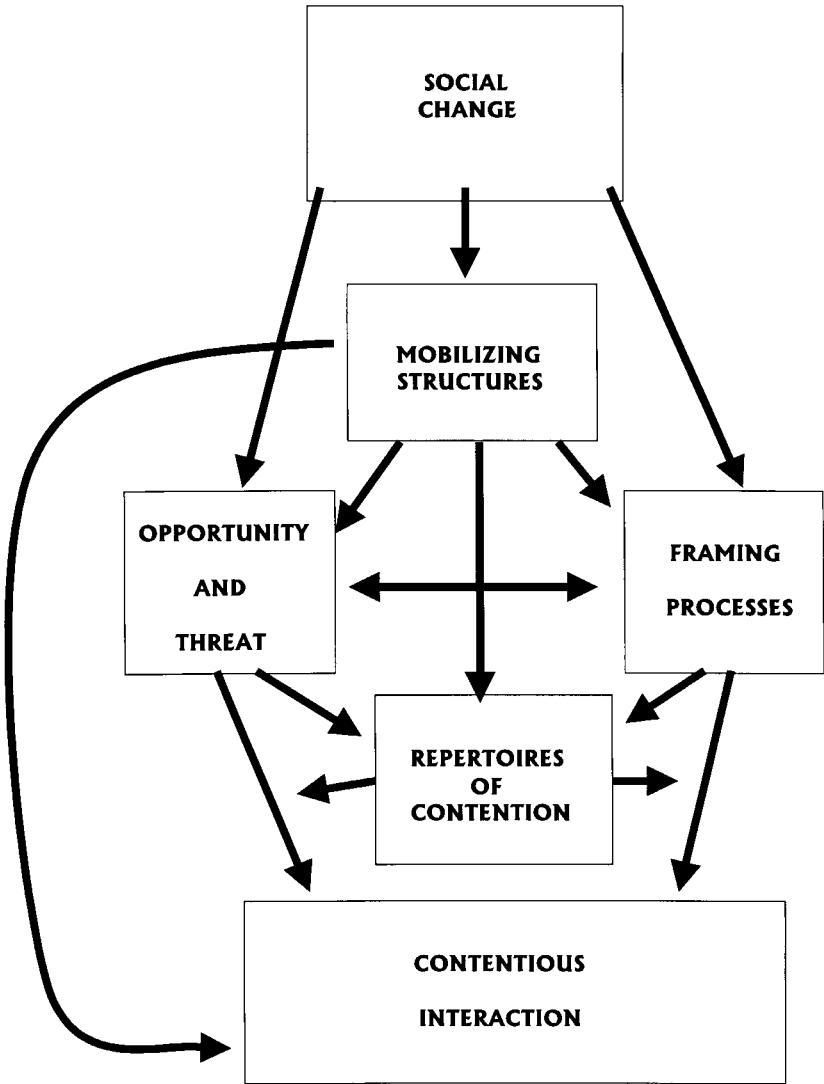 SOCIAL
CHANGE
MOBILIZING
STRUCTURES
OPPORTUNITY
AND
THREAT
FRAMING
PROCESSES
REPERTOIRES
OF
CONTENTION
CONTENTIOUS
INTERACTION